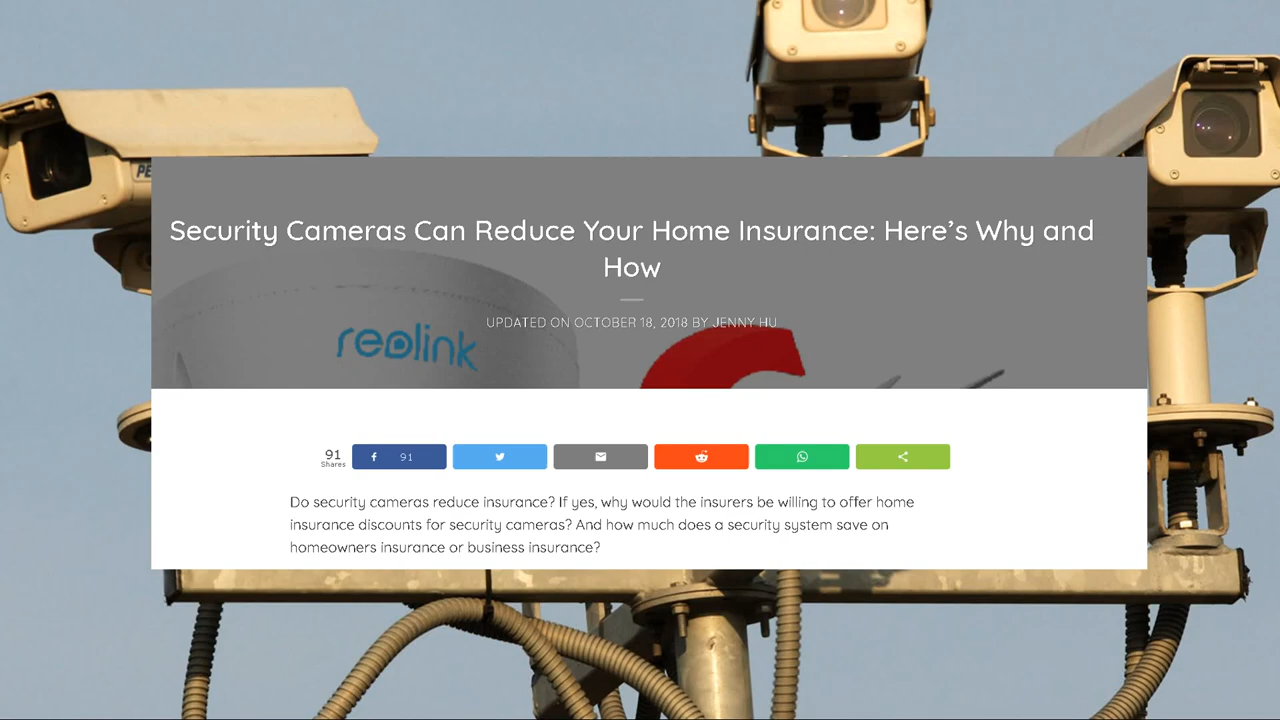 PE
Security Cameras Can Reduce Your Home Insurance: Here’s Why and
How
UPDATED ON OCTOBER 18, 2018 BY JENNY HU
reolink
91
Shares
91
Do security cameras reduce insurance? If yes, why would the insurers be willing to offer home
insurance discounts for security cameras? And how much does a security system save on
homeowners insurance or business insurance?